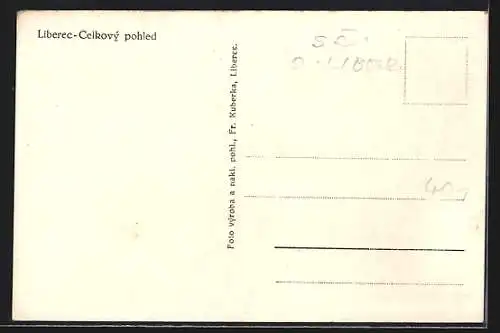 Liberec-Celkový pohled
Foto výroba a nakl. pohl., Fr. Kuberka, Liberec.